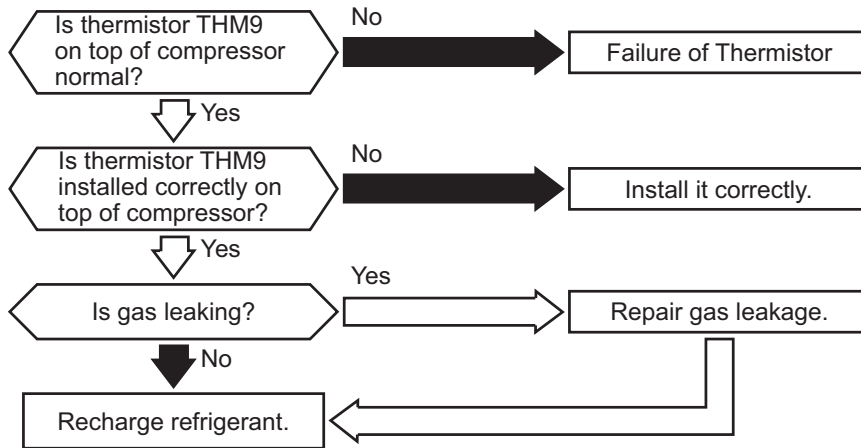 Is thermistor THM9
on top of compressor
normal?
No
Failure of Thermistor
Yes
Is thermistor THM9
installed correctly on
top of compressor?
No
Install it correctly.
Yes
Is gas leaking?
Yes
Repair gas leakage.
No
Recharge refrigerant.